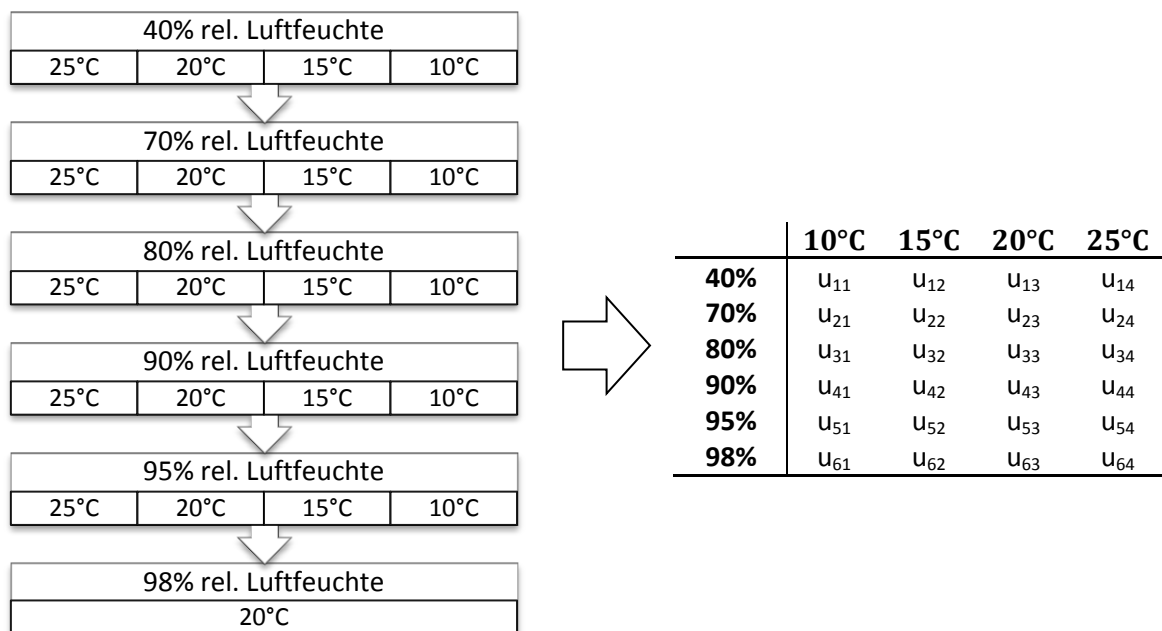 40% rel. Luftfeuchte
25°C 20°C 15°C 10°C
70% rel. Luftfeuchte
25°C 20°C 15°C 10°C
80% rel. Luftfeuchte
25°C 20°C 15°C 10°C
90% rel. Luftfeuchte
25°C 20°C 15°C 10°C
95% rel. Luftfeuchte
25°C 20°C 15°C 10°C
98% rel. Luftfeuchte
20°C
10°C 15°C 20°C 25°C
40% u₁₁ u₁₂ u₁₃ u₁₄
70% u₂₁ u₂₂ u₂₃ u₂₄
80% u₃₁ u₃₂ u₃₃ u₃₄
90% u₄₁ u₄₂ u₄₃ u₄₄
95% u₅₁ u₅₂ u₅₃ u₅₄
98% u₆₁ u₆₂ u₆₃ u₆₄